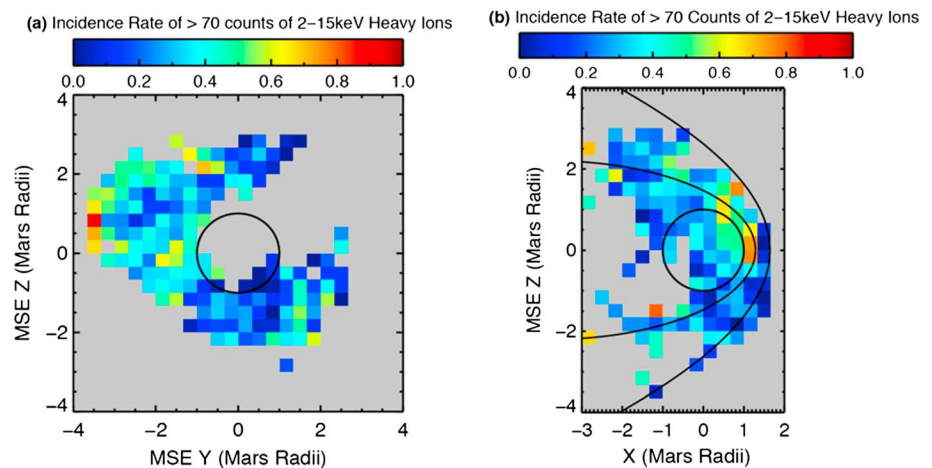 (a) Incidence Rate of > 70 counts of 2–15keV Heavy Ions
0.0 0.2 0.4 0.6 0.8 1.0
4
2
0
−2
−4
MSE Z (Mars Radii)
−4 −2 0 2 4
MSE Y (Mars Radii)
(b) Incidence Rate of > 70 Counts of 2–15keV Heavy Ions
0.0 0.2 0.4 0.6 0.8 1.0
4
2
0
−2
−4
MSE Z (Mars Radii)
−3 −2 −1 0 1 2
X (Mars Radii)